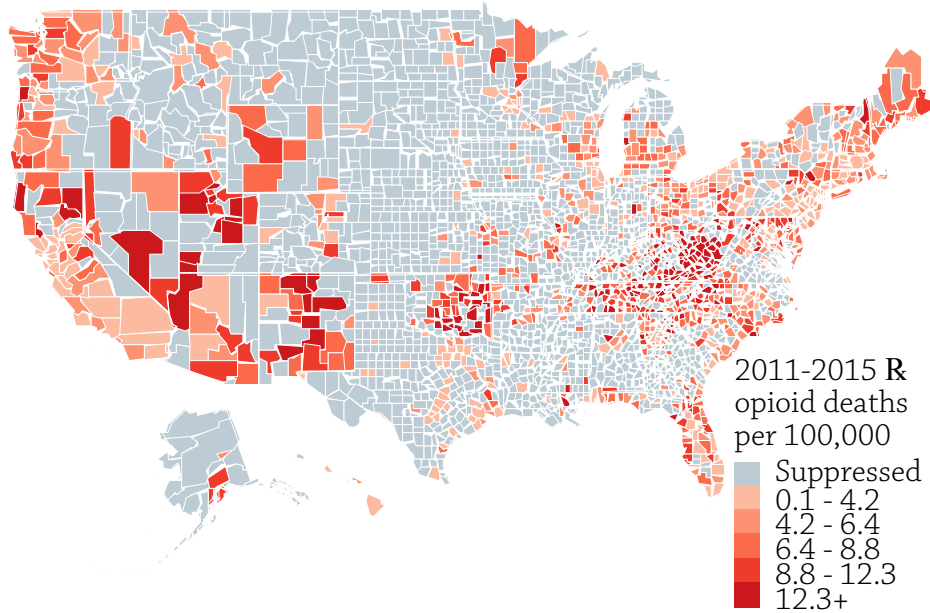 2011-2015 ℞
opioid deaths
per 100,000
Suppressed
0.1 - 4.2
4.2 - 6.4
6.4 - 8.8
8.8 - 12.3
12.3+